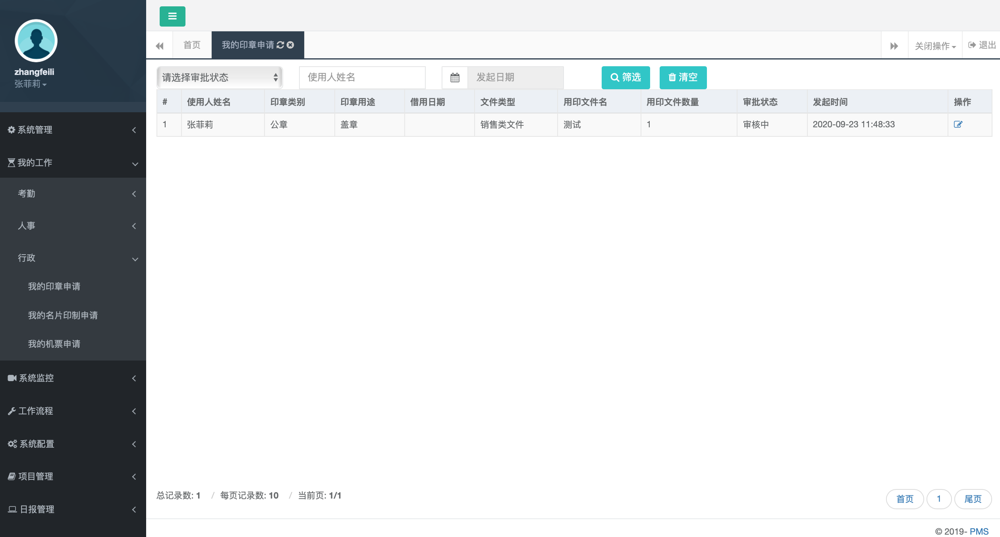 zhangfeili
张菲莉
系统管理
我的工作
考勤
人事
行政
我的印章申请
我的名片印制申请
我的机票申请
系统监控
工作流程
系统配置
项目管理
日报管理
首页 我的印章申请 关闭操作 退出
请选择审批状态 使用人姓名 发起日期 筛选 清空
# 使用人姓名 印章类别 印章用途 借用日期 文件类型 用印文件名 用印文件数量 审批状态 发起时间 操作
1 张菲莉 公章 盖章 销售类文件 测试 1 审核中 2020-09-23 11:48:33
总记录数: 1 / 每页记录数: 10 / 当前页: 1/1
首页 1 尾页
© 2019- PMS